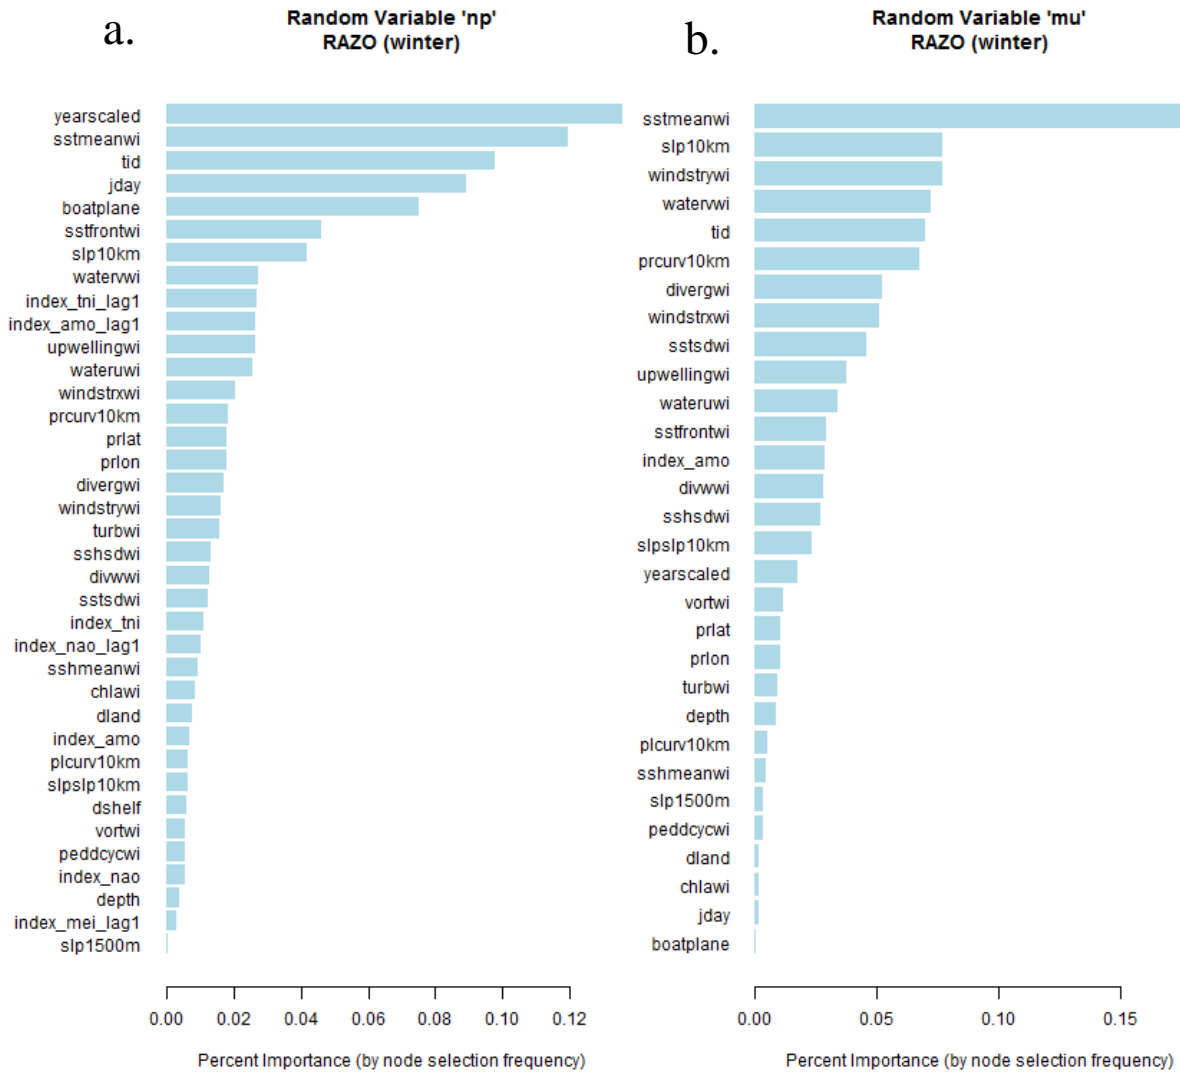 a.
Random Variable 'np'
RAZO (winter)
yearscaled
sstmeanwi
tid
jday
boatplane
sstfrontwi
slp10km
watervwi
index_tni_lag1
index_amo_lag1
upwellingwi
wateruwi
windstrxwi
prcurv10km
prlat
prlon
divergwi
windstrywi
turbwi
sshsdwi
divwwi
sstsdwi
index_tni
index_nao_lag1
sshmeanwi
chlawi
dland
index_amo
plcurv10km
slpslp10km
dshelf
vortwi
peddcycwi
index_nao
depth
index_mei_lag1
slp1500m
0.00 0.02 0.04 0.06 0.08 0.10 0.12
Percent Importance (by node selection frequency)
b.
Random Variable 'mu'
RAZO (winter)
sstmeanwi
slp10km
windstrywi
watervwi
tid
prcurv10km
divergwi
windstrxwi
sstsdwi
upwellingwi
wateruwi
sstfrontwi
index_amo
divwwi
sshsdwi
slpslp10km
yearscaled
vortwi
prlat
prlon
turbwi
depth
plcurv10km
sshmeanwi
slp1500m
peddcycwi
dland
chlawi
jday
boatplane
0.00 0.05 0.10 0.15
Percent Importance (by node selection frequency)